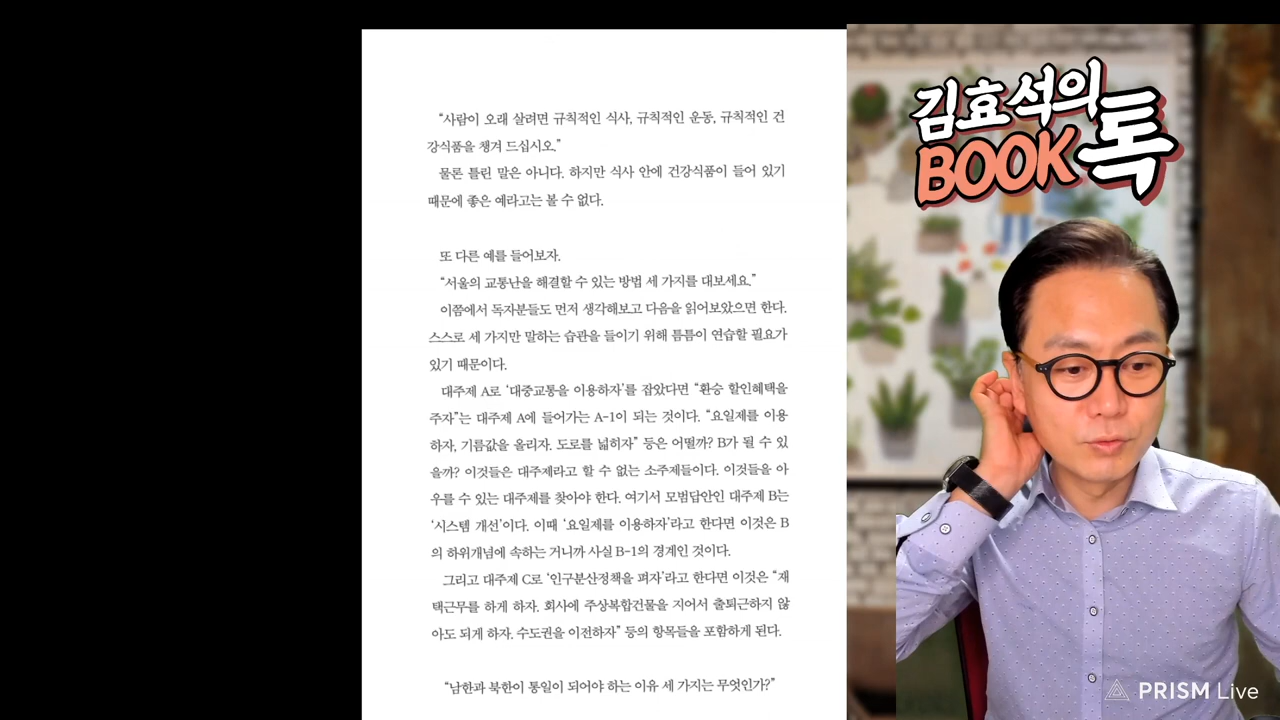 “사람이 오래 살려면 규칙적인 식사, 규칙적인 운동, 규칙적인 건
강식품을 챙겨 드십시오.”
물론 틀린 말은 아니다. 하지만 식사 안에 건강식품이 들어 있기
때문에 좋은 예라고는 볼 수 없다.
또 다른 예를 들어보자.
“서울의 교통난을 해결할 수 있는 방법 세 가지를 대보세요.”
이쯤에서 독자분들도 먼저 생각해보고 다음을 읽어보았으면 한다.
스스로 세 가지만 말하는 습관을 들이기 위해 틈틈이 연습할 필요가
있기 때문이다.
대주제 A로 ‘대중교통을 이용하자’를 잡았다면 “환승 할인혜택을
주자”는 대주제 A에 들어가는 A-1이 되는 것이다. “요일제를 이용
하자, 기름값을 올리자. 도로를 넓히자” 등은 어떨까? B가 될 수 있
을까? 이것들은 대주제라고 할 수 없는 소주제들이다. 이것들을 아
우를 수 있는 대주제를 찾아야 한다. 여기서 모범답안인 대주제 B는
‘시스템 개선’이다. 이때 ‘요일제를 이용하자’라고 한다면 이것은 B
의 하위개념에 속하는 거니까 사실 B-1의 경계인 것이다.
그리고 대주제 C로 ‘인구분산정책을 펴자’라고 한다면 이것은 “재
택근무를 하게 하자. 회사에 주상복합건물을 지어서 출퇴근하지 않
아도 되게 하자. 수도권을 이전하자” 등의 항목들을 포함하게 된다.
“남한과 북한이 통일이 되어야 하는 이유 세 가지는 무엇인가?”
김효석의
BOOK톡
PRISM Live